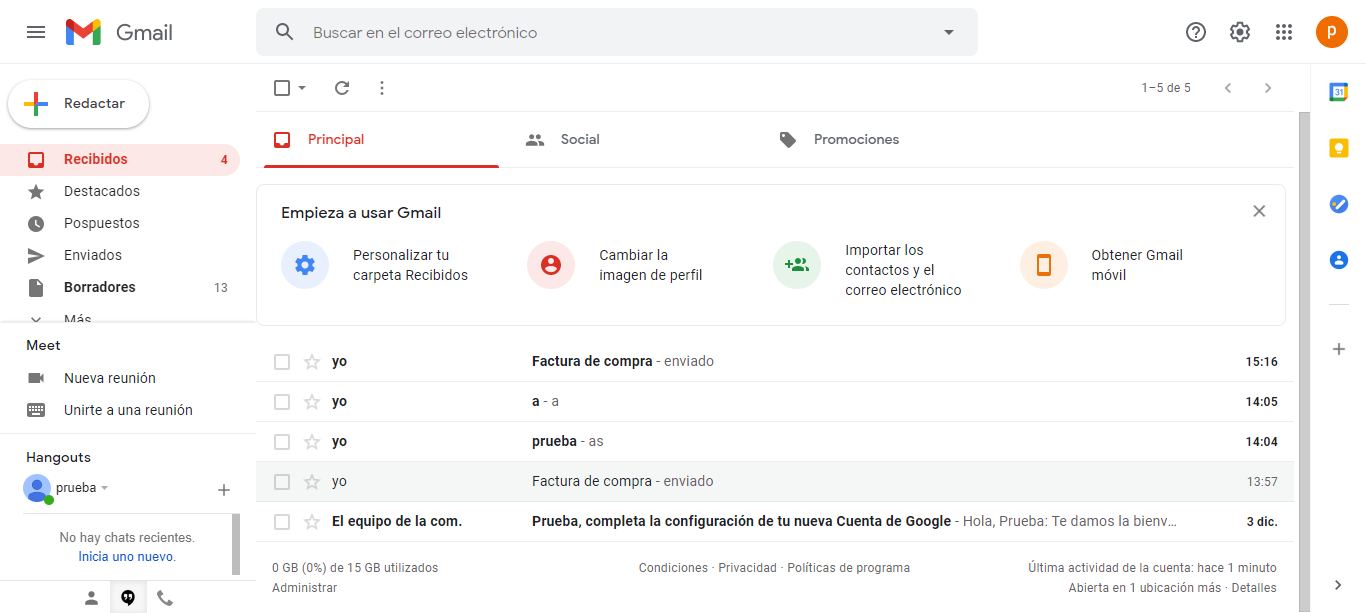 Gmail
Buscar en el correo electrónico
P
Redactar
1–5 de 5
31
Recibidos 4
Destacados
Pospuestos
Enviados
Borradores 13
Más
Meet
Nueva reunión
Unirte a una reunión
Hangouts
prueba
No hay chats recientes.
Inicia uno nuevo.
Principal Social Promociones
Empieza a usar Gmail
Personalizar tu
carpeta Recibidos
Cambiar la
imagen de perfil
Importar los
contactos y el
correo electrónico
Obtener Gmail
móvil
yo Factura de compra - enviado 15:16
yo a - a 14:05
yo prueba - as 14:04
yo Factura de compra - enviado 13:57
El equipo de la com. Prueba, completa la configuración de tu nueva Cuenta de Google - Hola, Prueba: Te damos la bienv… 3 dic.
0 GB (0%) de 15 GB utilizados
Administrar
Condiciones · Privacidad · Políticas de programa
Última actividad de la cuenta: hace 1 minuto
Abierta en 1 ubicación más · Detalles